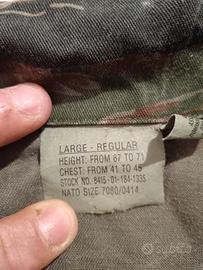 LARGE - REGULAR
HEIGHT: FROM 67 TO 71
CHEST: FROM 41 TO 45
STOCK NO. 8415-01-184-1335
NATO SIZE 7080/0414
subito